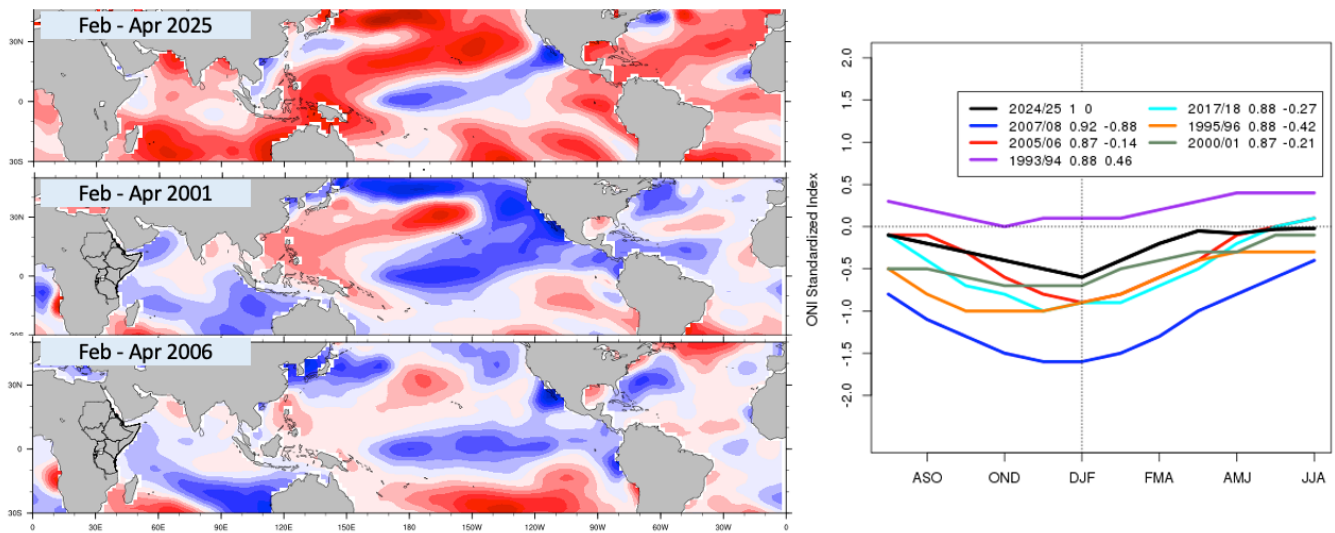 Feb - Apr 2025
30N
0
30S
Feb - Apr 2001
30N
0
30S
Feb - Apr 2006
30N
0
30S
0 30E 60E 90E 120E 150E 180 150W 120W 90W 60W 30W 0
ONI Standardized Index
2.0
1.5
1.0
0.5
0.0
-0.5
-1.0
-1.5
-2.0
2024/25 1 0
2007/08 0.92 -0.88
2005/06 0.87 -0.14
1993/94 0.88 0.46
2017/18 0.88 -0.27
1995/96 0.88 -0.42
2000/01 0.87 -0.21
ASO OND DJF FMA AMJ JJA